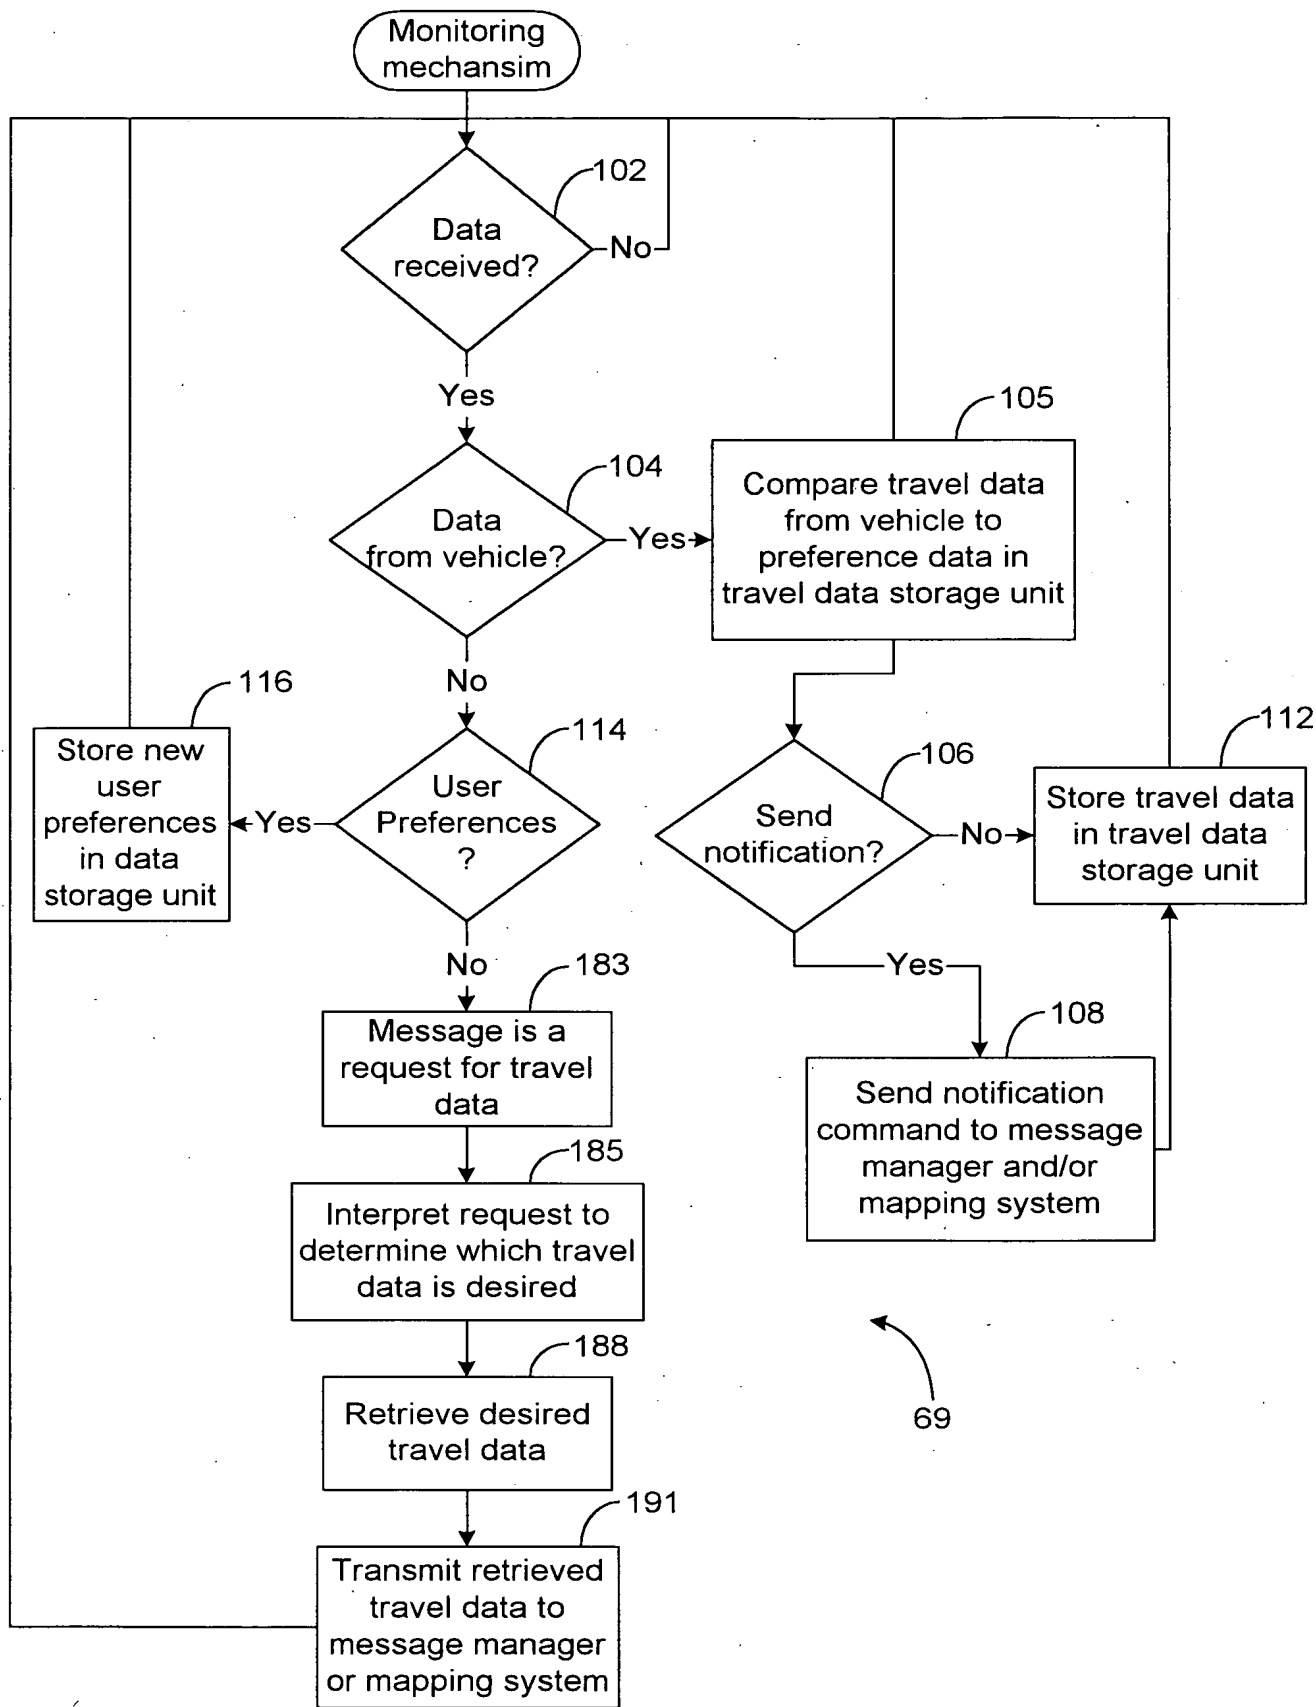 Monitoring
mechansim
102
Data
received?
No
Yes
105
104
Data
from vehicle?
Yes
Compare travel data
from vehicle to
preference data in
travel data storage unit
No
116
114
112
106
Store new
user
preferences
in data
storage unit
Yes
User
Preferences
?
Send
notification?
No
Store travel data
in travel data
storage unit
No
183
Yes
Message is a
request for travel
data
108
Send notification
command to message
manager and/or
mapping system
185
Interpret request to
determine which travel
data is desired
188
Retrieve desired
travel data
69
191
Transmit retrieved
travel data to
message manager
or mapping system